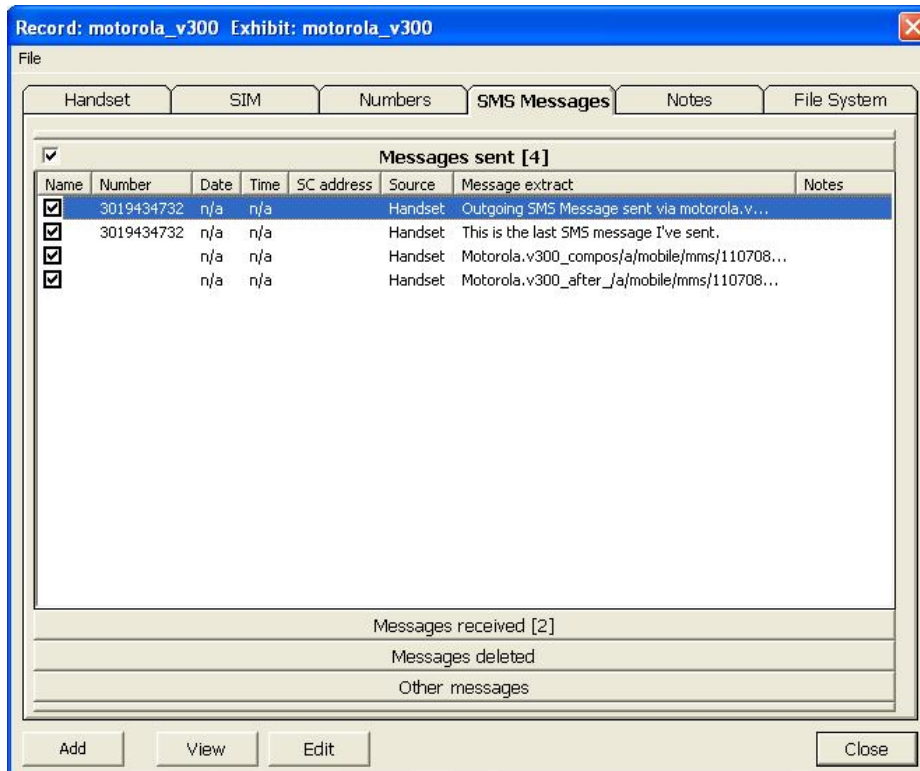 Record: motorola_v300 Exhibit: motorola_v300
File
Handset SIM Numbers SMS Messages Notes File System
Messages sent [4]
Name Number Date Time SC address Source Message extract Notes
3019434732 n/a n/a Handset Outgoing SMS Message sent via motorola.v...
3019434732 n/a n/a Handset This is the last SMS message I've sent.
n/a n/a Handset Motorola.v300_compos/a/mobile/mms/110708...
n/a n/a Handset Motorola.v300_after_/a/mobile/mms/110708...
Messages received [2]
Messages deleted
Other messages
Add View Edit Close